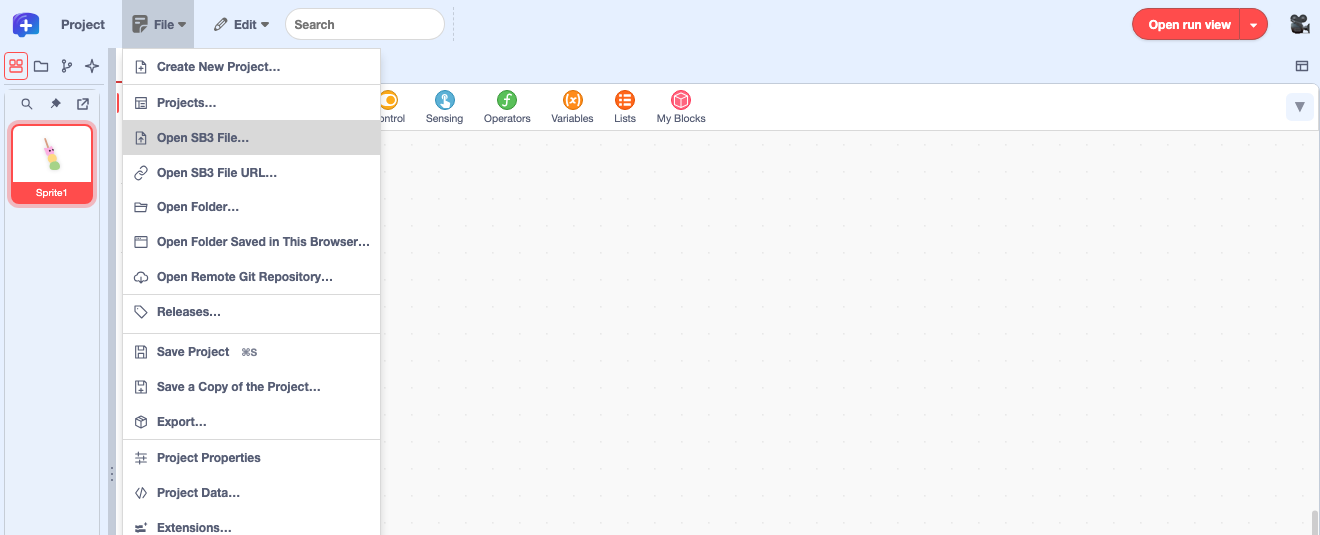 Project
File
Edit
Search
Open run view
Create New Project...
Projects...
Open SB3 File...
Open SB3 File URL...
Open Folder...
Open Folder Saved in This Browser...
Open Remote Git Repository...
Releases...
Save Project ⌘S
Save a Copy of the Project...
Export...
Project Properties
Project Data...
Extensions...
Sprite1
ontrol
Sensing
Operators
Variables
Lists
My Blocks